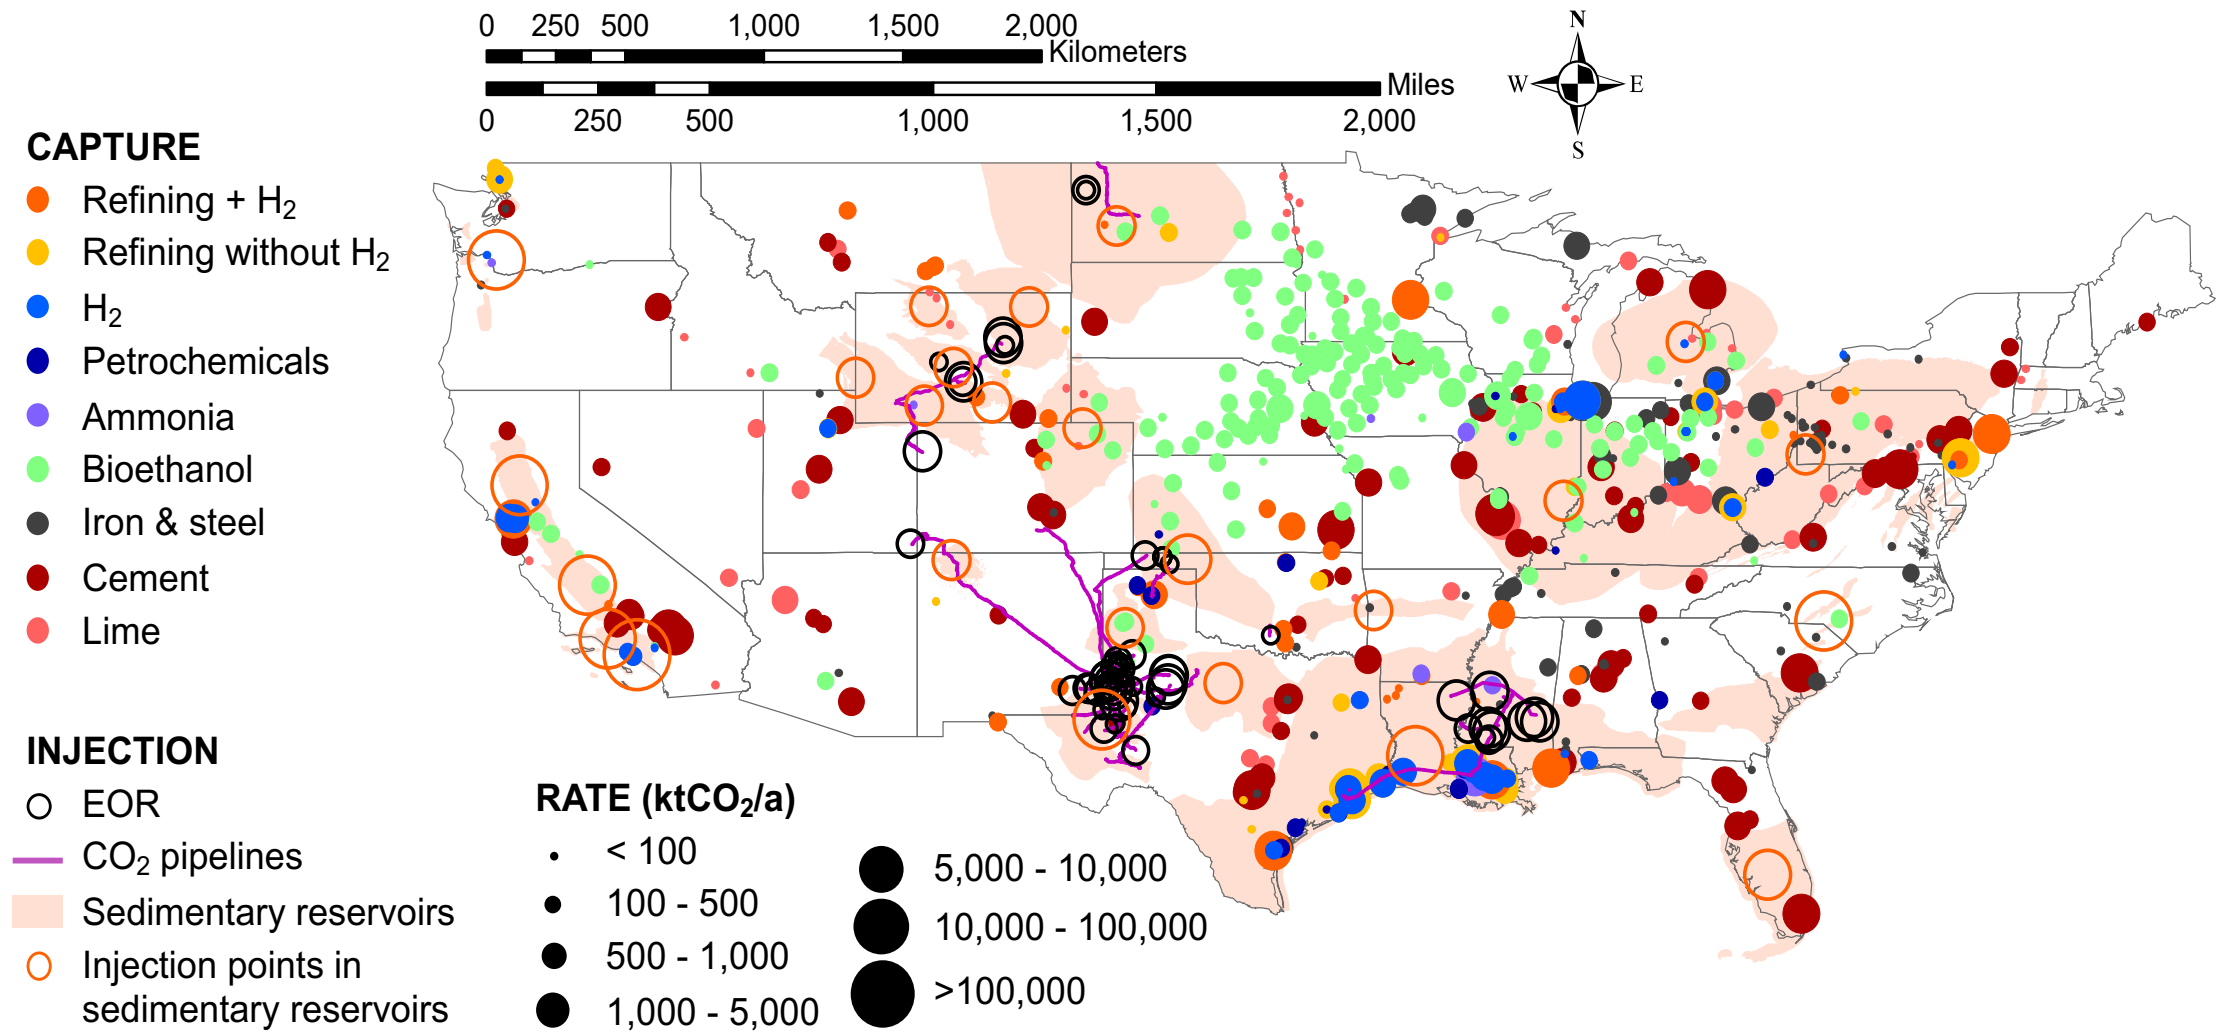 0 250 500 1,000 1,500 2,000
Kilometers
Miles
0 250 500 1,000 1,500 2,000
N
W E
S
CAPTURE
Refining + H₂
Refining without H₂
H₂
Petrochemicals
Ammonia
Bioethanol
Iron & steel
Cement
Lime
INJECTION
EOR
CO₂ pipelines
Sedimentary reservoirs
Injection points in
sedimentary reservoirs
RATE (ktCO₂/a)
< 100
100 - 500
500 - 1,000
1,000 - 5,000
5,000 - 10,000
10,000 - 100,000
>100,000